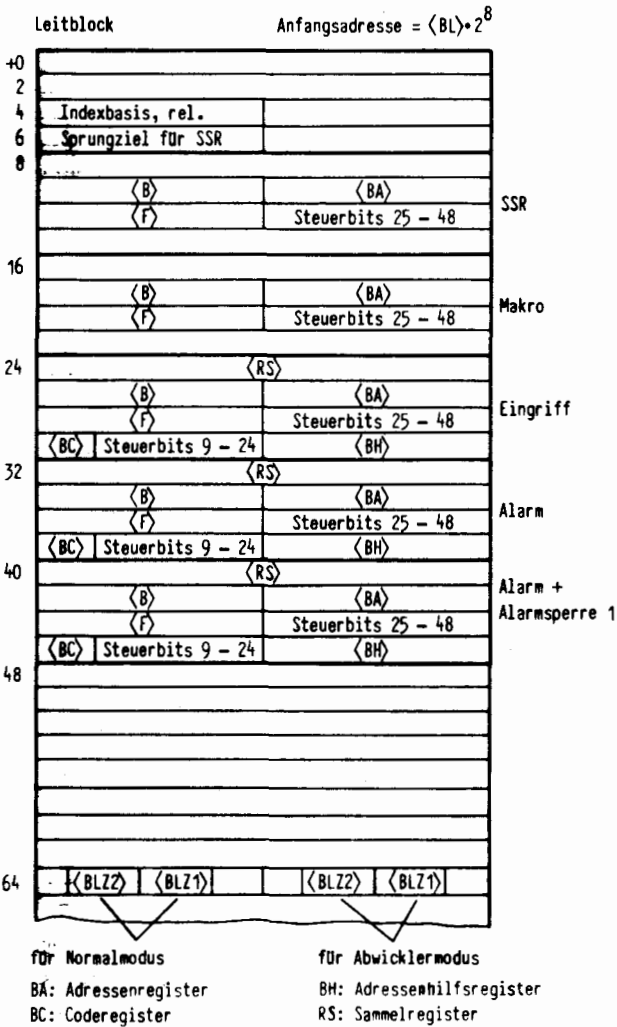 Leitblock Anfangsadresse = ⟨BL⟩•2⁸
+0
2
4 Indexbasis, rel.
6 Sprungziel für SSR
8
⟨B⟩ ⟨BA⟩
SSR
⟨F⟩ Steuerbits 25 – 48
16
⟨B⟩ ⟨BA⟩
Makro
⟨F⟩ Steuerbits 25 – 48
24 ⟨RS⟩
⟨B⟩ ⟨BA⟩
Eingriff
⟨F⟩ Steuerbits 25 – 48
⟨BC⟩ Steuerbits 9 – 24 ⟨BH⟩
32 ⟨RS⟩
⟨B⟩ ⟨BA⟩
Alarm
⟨F⟩ Steuerbits 25 – 48
⟨BC⟩ Steuerbits 9 – 24 ⟨BH⟩
40 ⟨RS⟩
Alarm +
⟨B⟩ ⟨BA⟩
Alarmsperre 1
⟨F⟩ Steuerbits 25 – 48
⟨BC⟩ Steuerbits 9 – 24 ⟨BH⟩
48
64 ⟨BLZ2⟩ ⟨BLZ1⟩ ⟨BLZ2⟩ ⟨BLZ1⟩
für Normalmodus für Abwicklermodus
BA: Adressenregister BH: Adressenhilfsregister
BC: Coderegister RS: Sammelregister